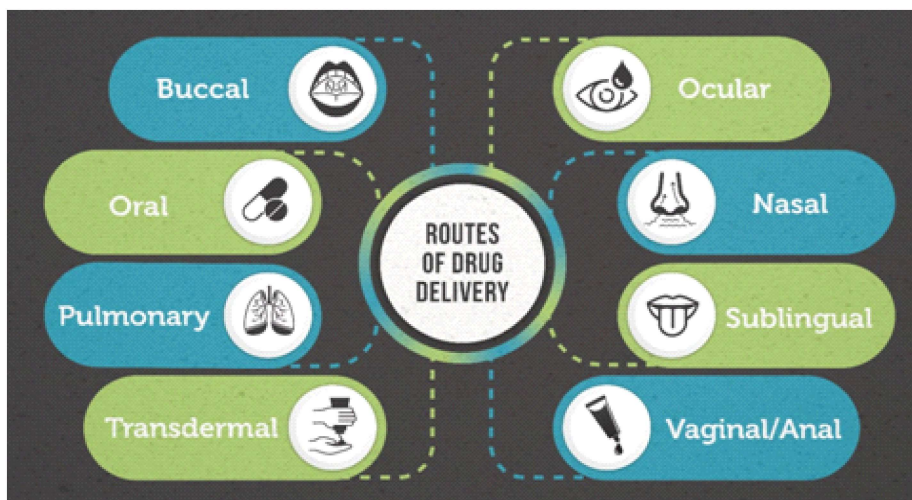 Buccal
Oral
Pulmonary
Transdermal
ROUTES
OF DRUG
DELIVERY
Ocular
Nasal
Sublingual
Vaginal/Anal